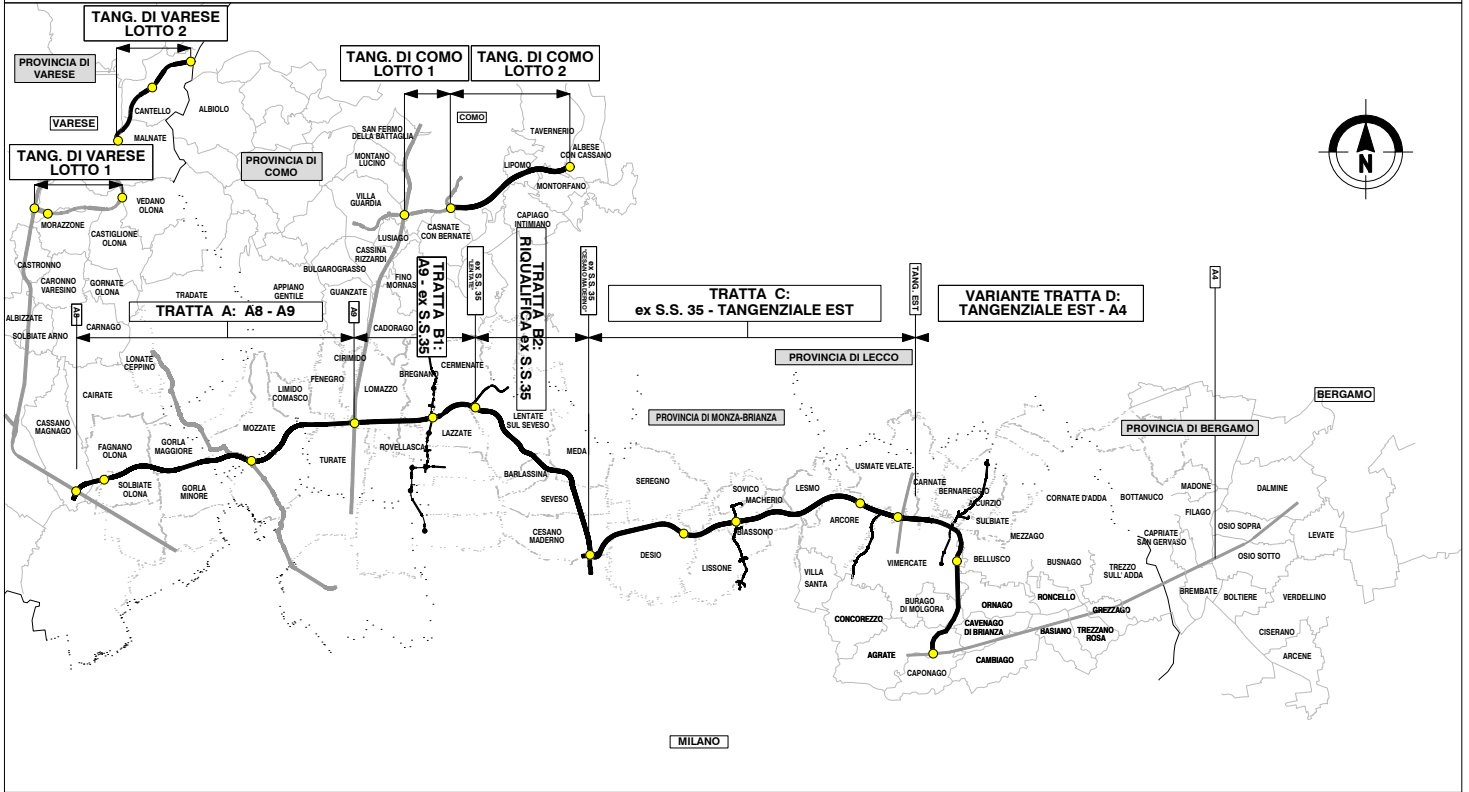 TANG. DI VARESE
LOTTO 2
PROVINCIA DI
VARESE
CANTELLO
ALBIOLO
VARESE
MALNATE
TANG. DI VARESE
LOTTO 1
PROVINCIA DI
COMO
VEDANO
OLONA
MORAZZONE
CASTIGLIONE
OLONA
TANG. DI COMO
LOTTO 1
TANG. DI COMO
LOTTO 2
COMO
SAN FERMO
DELLA BATTAGLIA
MONTANO
LUCINO
VILLA
GUARDIA
TAVERNERIO
ALBESE
CON CASSANO
LIPOMO
MONTORFANO
CAPIAGO
INTIMIANO
CASNATE
CON BERNATE
LUSIAGO
CASSINA
RIZZARDI
BULGAROGRASSO
FINO
MORNAS
N
CASTRONNO
CARONNO
VARESINO
GORNATE
OLONA
TRADATE
APPIANO
GENTILE
GUANZATE
ALBIZZATE
SOLBIATE ARNO
CARNAGO
A8
TRATTA A: A8 - A9
A9
CADORAGO
TRATTA B1:
A9 - ex S.S.35
ex S.S. 35
"LENTATE"
TRATTA B2:
RIQUALIFICA ex S.S.35
ex S.S. 35
"CESANO MADERNO"
TRATTA C:
ex S.S. 35 - TANGENZIALE EST
TANG. EST
VARIANTE TRATTA D:
TANGENZIALE EST - A4
A4
PROVINCIA DI LECCO
BERGAMO
PROVINCIA DI MONZA-BRIANZA
PROVINCIA DI BERGAMO
LONATE
CEPPINO
CAIRATE
CASSANO
MAGNAGO
FAGNANO
OLONA
SOLBIATE
OLONA
GORLA
MAGGIORE
GORLA
MINORE
MOZZATE
LIMIDO
COMASCO
FENEGRO
CIRIMIDO
LOMAZZO
TURATE
BREGNANO
CERMENATE
ROVELLASCA
LAZZATE
LENTATE
SUL SEVESO
BARLASSINA
MEDA
SEVESO
CESANO
MADERNO
SEREGNO
DESIO
SOVICO
MACHERIO
BIASSONO
LISSONE
LESMO
ARCORE
USMATE VELATE
CARNATE
BERNAREGGIO
AICURZIO
SULBIATE
MEZZAGO
CORNATE D'ADDA
BOTTANUCO
MADONE
FILAGO
DALMINE
OSIO SOPRA
LEVATE
CAPRIATE
SAN GERVASO
OSIO SOTTO
VIMERCATE
BELLUSCO
BUSNAGO
TREZZO
SULL' ADDA
VILLA
SANTA
BURAGO
DI MOLGORA
ORNAGO
RONCELLO
GREZZAGO
BREMBATE
BOLTIERE
VERDELLINO
CONCOREZZO
CAVENAGO
DI BRIANZA
BASIANO
TREZZANO
ROSA
CISERANO
ARCENE
AGRATE
CAMBIAGO
CAPONAGO
MILANO